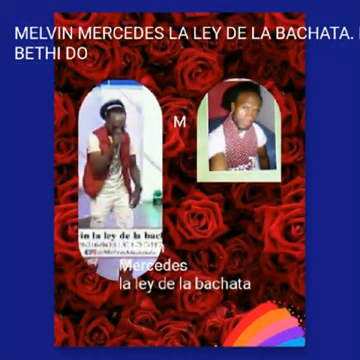 MELVIN MERCEDES LA LEY DE LA BACHATA.
BETHI DO
M
in la ley de la bac
Mercedes
la ley de la bachata